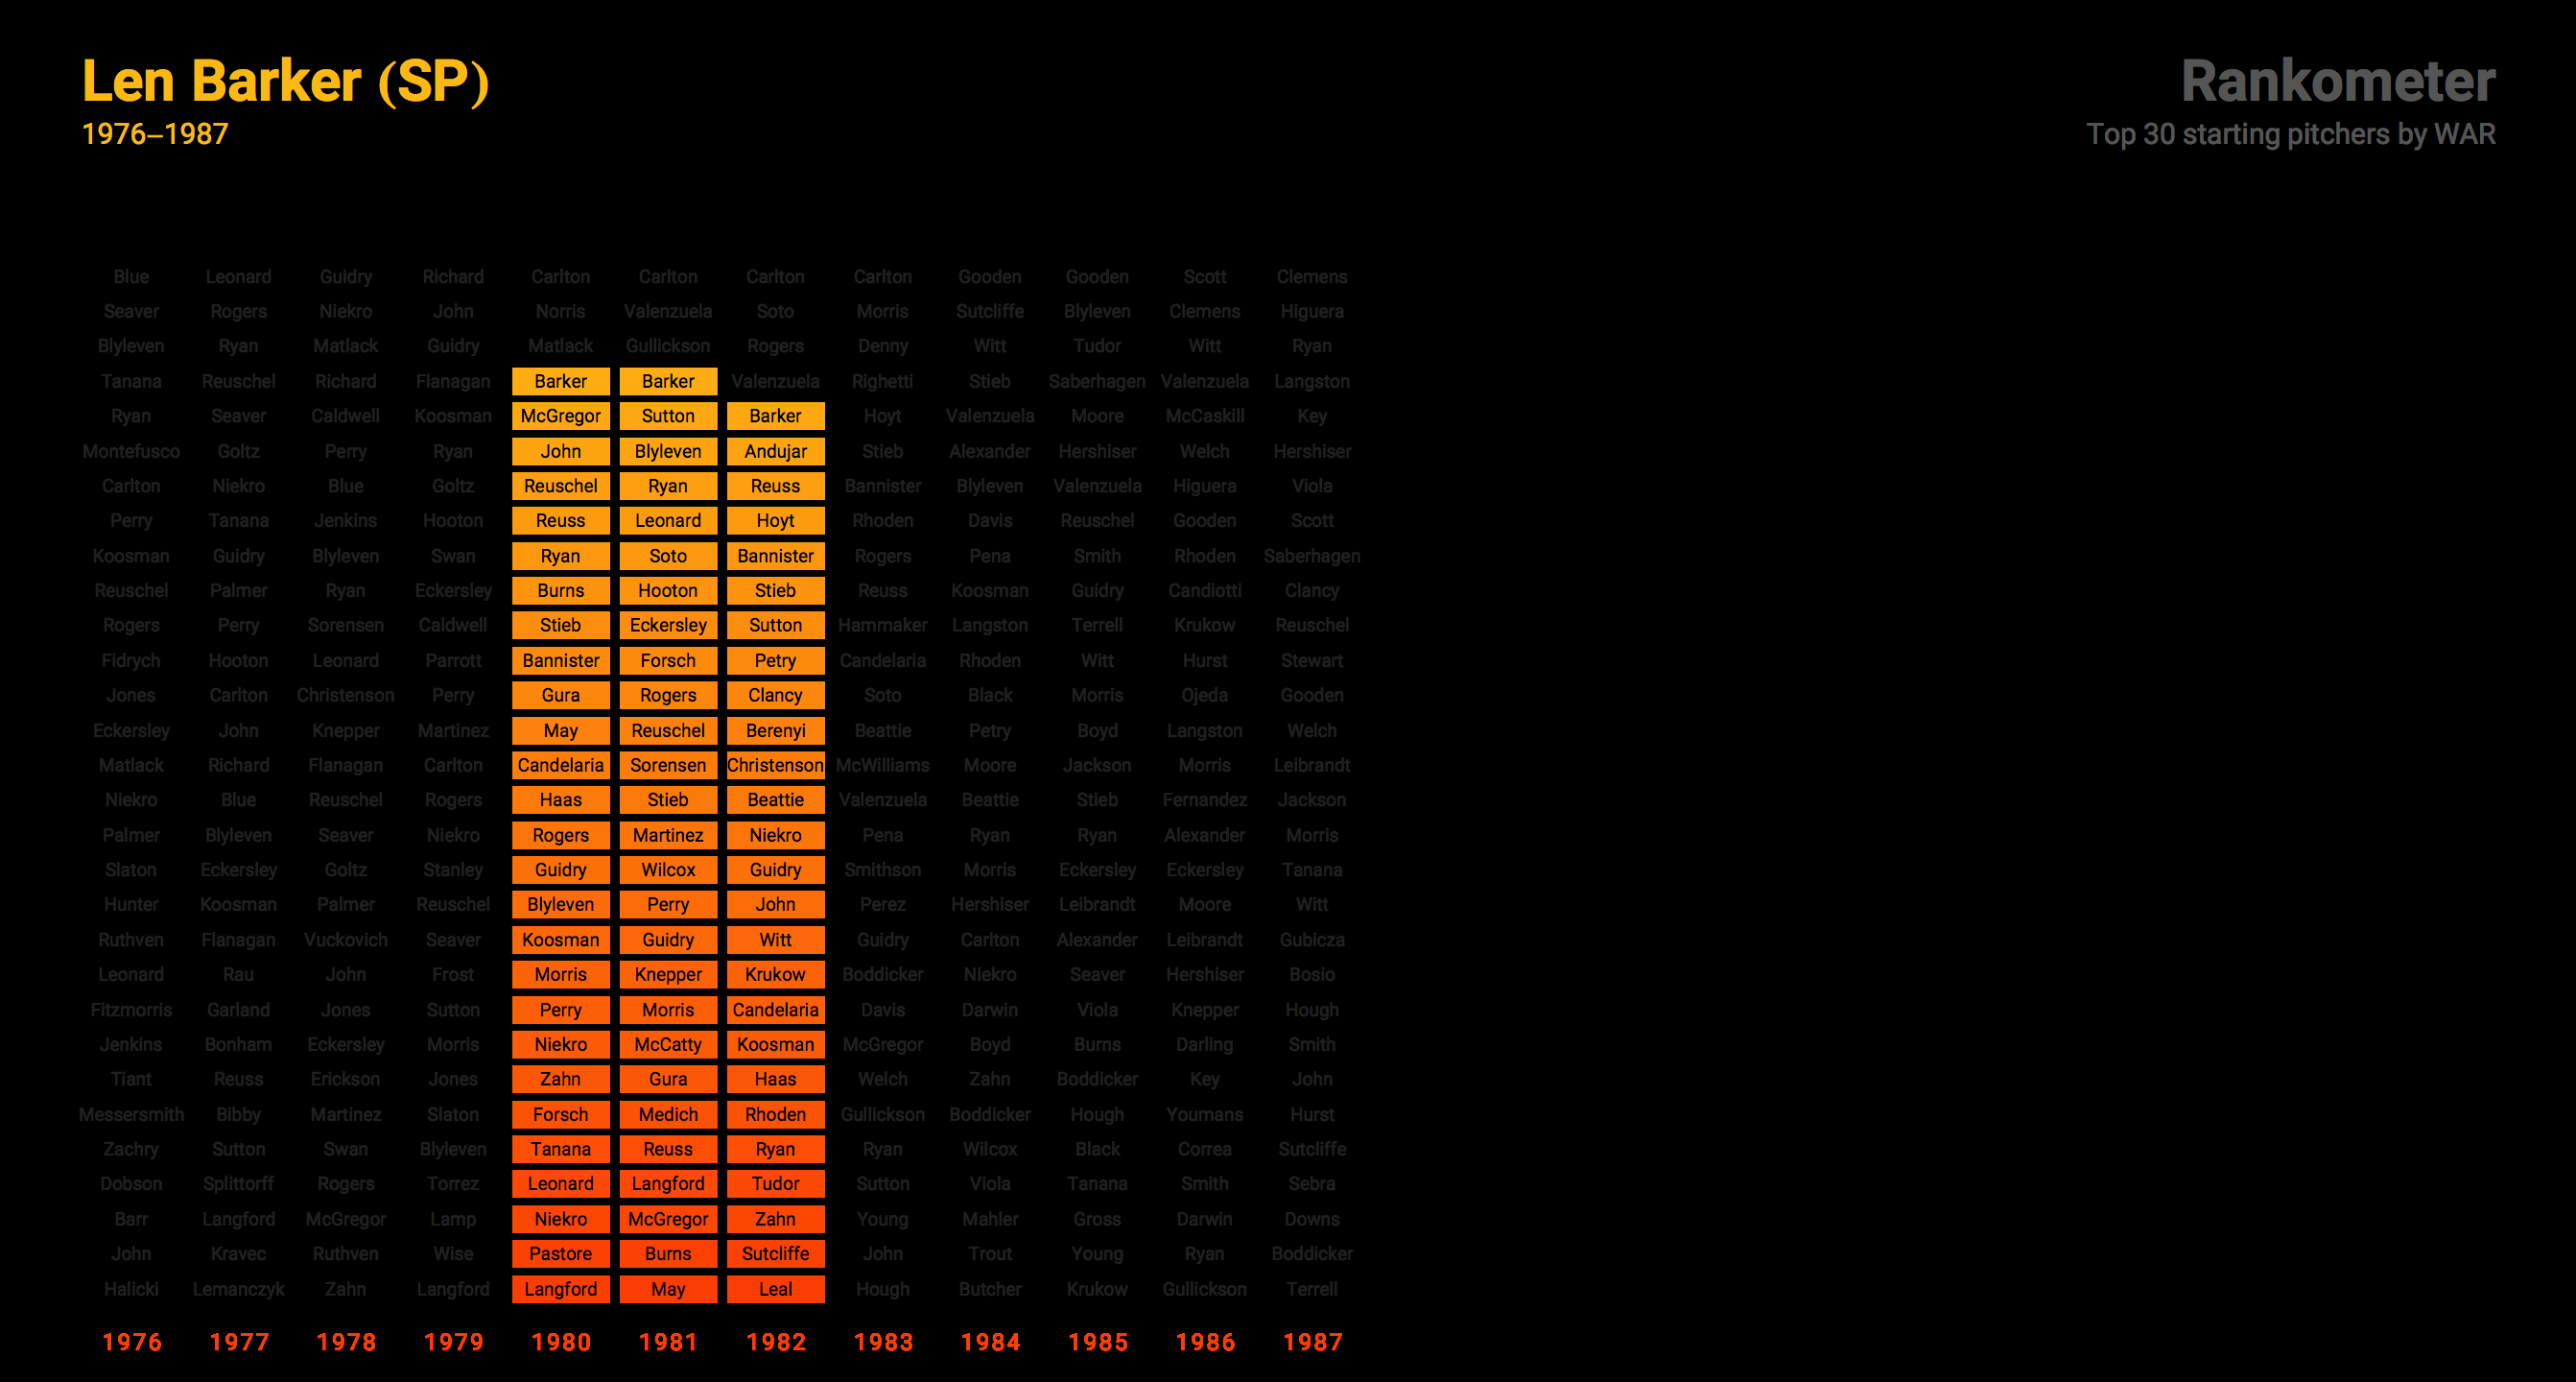 Len Barker (SP)
1976–1987
Rankometer
Top 30 starting pitchers by WAR
Blue Leonard Guidry Richard Carlton Carlton Carlton Carlton Gooden Gooden Scott Clemens
Seaver Rogers Niekro John Norris Valenzuela Soto Morris Sutcliffe Blyleven Clemens Higuera
Blyleven Ryan Matlack Guidry Matlack Gullickson Rogers Denny Witt Tudor Witt Ryan
Tanana Reuschel Richard Flanagan Barker Barker Valenzuela Righetti Stieb Saberhagen Valenzuela Langston
Ryan Seaver Caldwell Koosman McGregor Sutton Barker Hoyt Valenzuela Moore McCaskill Key
Montefusco Goltz Perry Ryan John Blyleven Andujar Stieb Alexander Hershiser Welch Hershiser
Carlton Niekro Blue Goltz Reuschel Ryan Reuss Bannister Blyleven Valenzuela Higuera Viola
Perry Tanana Jenkins Hooton Reuss Leonard Hoyt Rhoden Davis Reuschel Gooden Scott
Koosman Guidry Blyleven Swan Ryan Soto Bannister Rogers Pena Smith Rhoden Saberhagen
Reuschel Palmer Ryan Eckersley Burns Hooton Stieb Reuss Koosman Guidry Candiotti Clancy
Rogers Perry Sorensen Caldwell Stieb Eckersley Sutton Hammaker Langston Terrell Krukow Reuschel
Fidrych Hooton Leonard Parrott Bannister Forsch Petry Candelaria Rhoden Witt Hurst Stewart
Jones Carlton Christenson Perry Gura Rogers Clancy Soto Black Morris Ojeda Gooden
Eckersley John Knepper Martinez May Reuschel Berenyi Beattie Petry Boyd Langston Welch
Matlack Richard Flanagan Carlton Candelaria Sorensen Christenson McWilliams Moore Jackson Morris Leibrandt
Niekro Blue Reuschel Rogers Haas Stieb Beattie Valenzuela Beattie Stieb Fernandez Jackson
Palmer Blyleven Seaver Niekro Rogers Martinez Niekro Pena Ryan Ryan Alexander Morris
Slaton Eckersley Goltz Stanley Guidry Wilcox Guidry Smithson Morris Eckersley Eckersley Tanana
Hunter Koosman Palmer Reuschel Blyleven Perry John Perez Hershiser Leibrandt Moore Witt
Ruthven Flanagan Vuckovich Seaver Koosman Guidry Witt Guidry Carlton Alexander Leibrandt Gubicza
Leonard Rau John Frost Morris Knepper Krukow Boddicker Niekro Seaver Hershiser Bosio
Fitzmorris Garland Jones Sutton Perry Morris Candelaria Davis Darwin Viola Knepper Hough
Jenkins Bonham Eckersley Morris Niekro McCatty Koosman McGregor Boyd Burns Darling Smith
Tiant Reuss Erickson Jones Zahn Gura Haas Welch Zahn Boddicker Key John
Messersmith Bibby Martinez Slaton Forsch Medich Rhoden Gullickson Boddicker Hough Youmans Hurst
Zachry Sutton Swan Blyleven Tanana Reuss Ryan Ryan Wilcox Black Correa Sutcliffe
Dobson Splittorff Rogers Torrez Leonard Langford Tudor Sutton Viola Tanana Smith Sebra
Barr Langford McGregor Lamp Niekro McGregor Zahn Young Mahler Gross Darwin Downs
John Kravec Ruthven Wise Pastore Burns Sutcliffe John Trout Young Ryan Boddicker
Halicki Lemanczyk Zahn Langford Langford May Leal Hough Butcher Krukow Gullickson Terrell
1976 1977 1978 1979 1980 1981 1982 1983 1984 1985 1986 1987